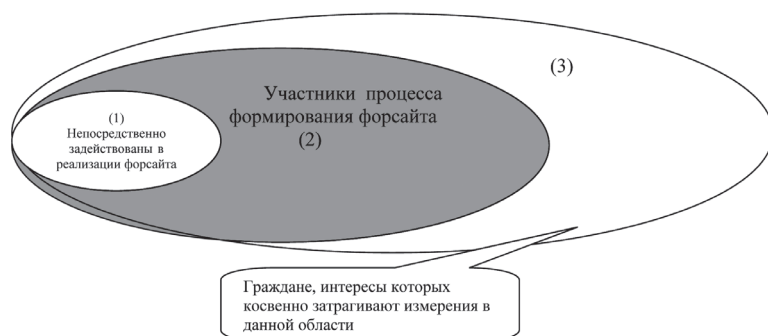 (3)
Участники процесса
формирования форсайта
(2)
(1)
Непосредственно
задействованы в
реализации форсайта
Граждане, интересы которых
косвенно затрагивают измерения в
данной области